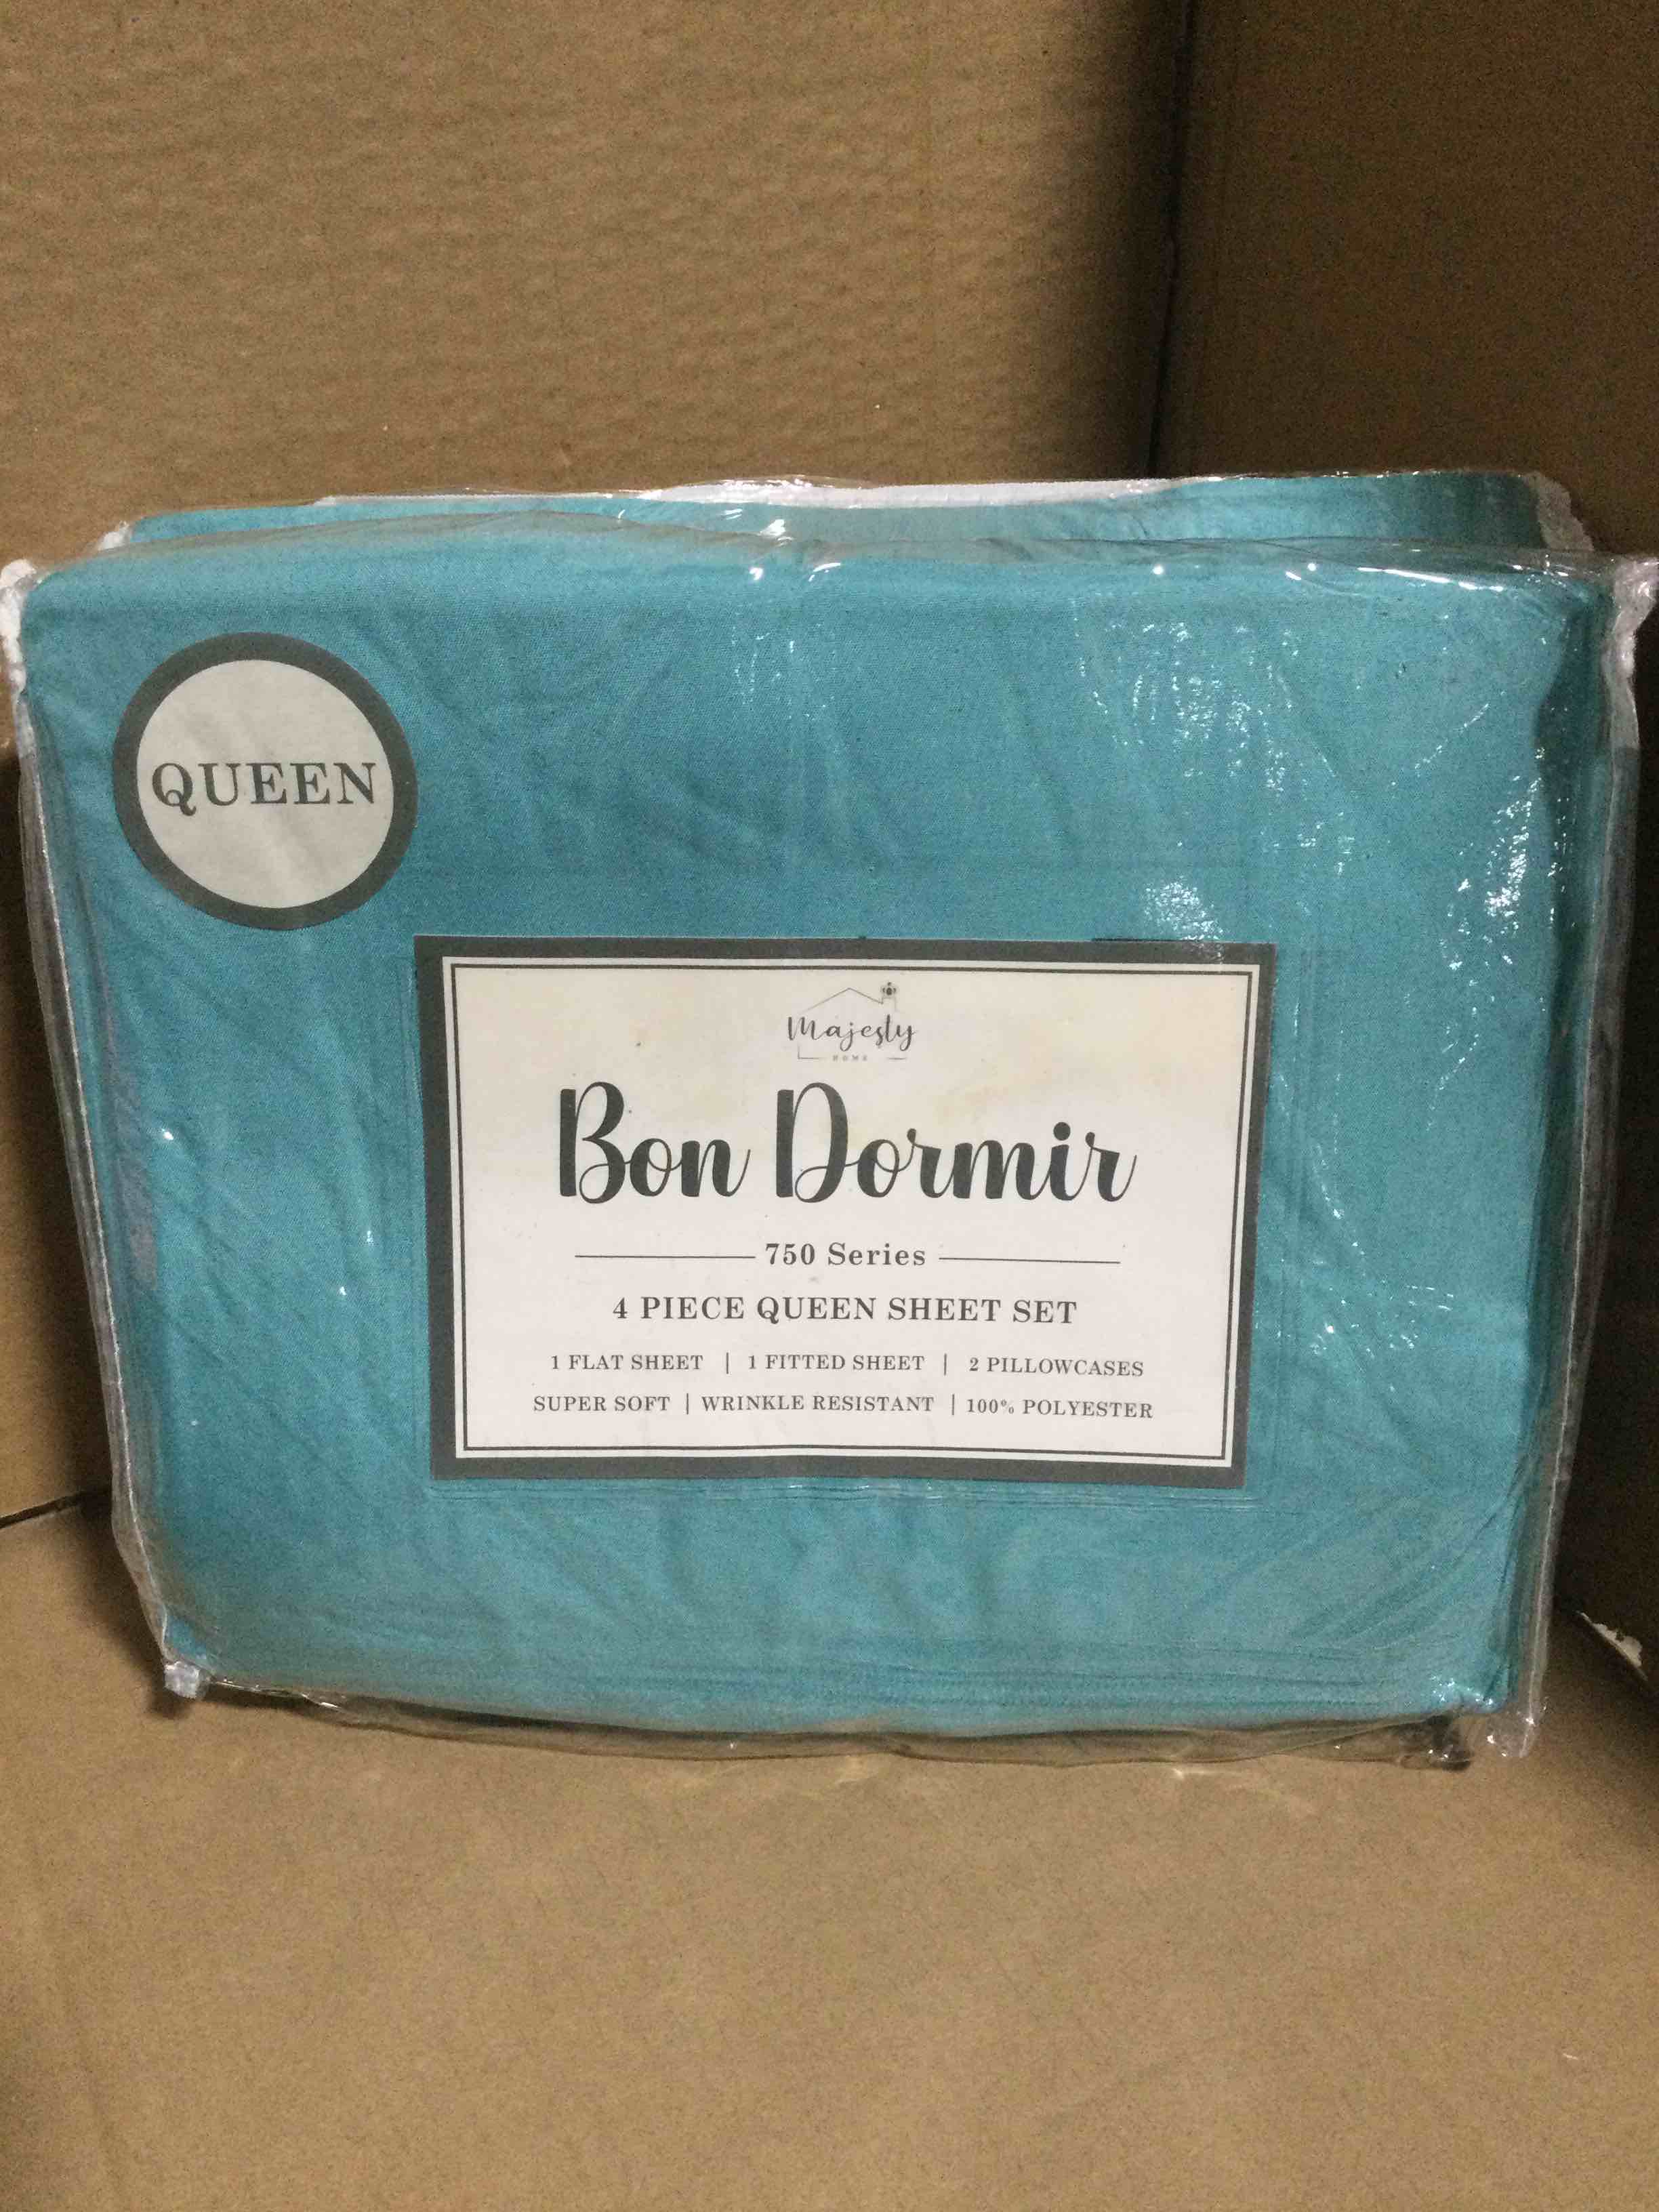 QUEEN
Majesty
HOME
Bon Dormir
750 Series
4 PIECE QUEEN SHEET SET
1 FLAT SHEET | 1 FITTED SHEET | 2 PILLOWCASES
SUPER SOFT | WRINKLE RESISTANT | 100% POLYESTER